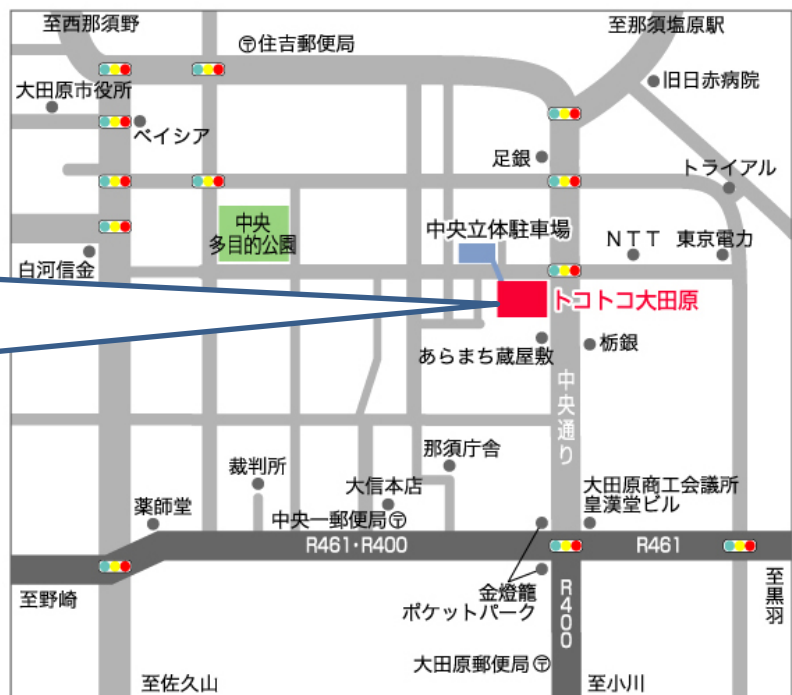 至西那須野
〒住吉郵便局
至那須塩原駅
旧日赤病院
大田原市役所
ベイシア
足銀
トライアル
中央
多目的公園
中央立体駐車場
NTT
東京電力
白河信金
トコトコ大田原
あらまち蔵屋敷
栃銀
中央通り
那須庁舎
裁判所
大信本店
大田原商工会議所
皇漢堂ビル
薬師堂
中央一郵便局〒
R461・R400
R461
至野崎
金燈籠
ポケットパーク
R400
至黒羽
大田原郵便局〒
至佐久山
至小川